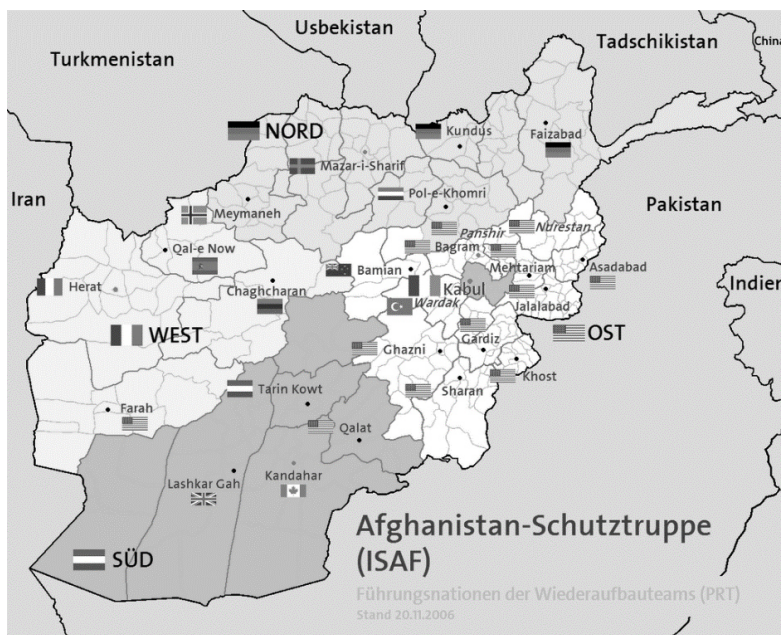 Usbekistan
Turkmenistan
Tadschikistan
China
NORD
Kundus
Faizabad
Mazar-i-Sharif
Iran
Pol-e-Khomri
Meymaneh
Pakistan
Panshir
Nurestan
Qal-e Now
Bagram
Bamian
Mehtariam
Asadabad
Indien
Herat
Chaghcharan
Kabul
Wardak
Jalalabad
WEST
OST
Gardiz
Ghazni
Khost
Tarin Kowt
Sharan
Farah
Qalat
Lashkar Gah
Kandahar
SÜD
Afghanistan-Schutztruppe
(ISAF)
Führungsnationen der Wiederaufbauteams (PRT)
Stand 20.11.2006